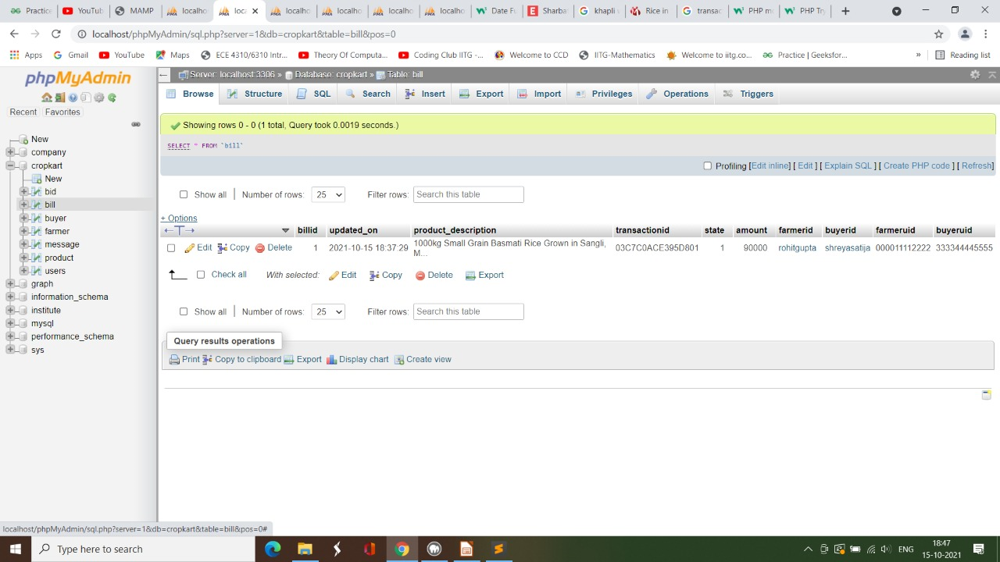 Practice YouTub MAMP localho loca localho localho localho localho Date Fu Sharba khapli Rice in transac PHP m PHP Try
localhost/phpMyAdmin/sql.php?server=1&db=cropkart&table=bill&pos=0
Apps Gmail YouTube Maps ECE 4310/6310 Intr... Theory Of Computa... Coding Club IITG -... Welcome to CCD IITG-Mathematics Welcome to iitg.co... Practice | Geeksfor... » Reading list
phpMyAdmin
Recent Favorites
New
company
cropkart
New
bid
bill
buyer
farmer
message
product
users
graph
information_schema
institute
mysql
performance_schema
sys
Server: localhost:3306 » Database: cropkart » Table: bill
Browse Structure SQL Search Insert Export Import Privileges Operations Triggers
Showing rows 0 - 0 (1 total, Query took 0.0019 seconds.)
SELECT * FROM `bill`
Profiling [Edit inline] [ Edit ] [ Explain SQL ] [ Create PHP code ] [ Refresh]
Show all Number of rows: 25 Filter rows: Search this table
+ Options
←T→ billid updated_on product_description transactionid state amount farmerid buyerid farmeruid buyeruid
Edit Copy Delete 1 2021-10-15 18:37:29 1000kg Small Grain Basmati Rice Grown in Sangli, M... 03C7C0ACE395D801 1 90000 rohitgupta shreyasatija 000011112222 333344445555
Check all With selected: Edit Copy Delete Export
Show all Number of rows: 25 Filter rows: Search this table
Query results operations
Print Copy to clipboard Export Display chart Create view
localhost/phpMyAdmin/sql.php?server=1&db=cropkart&table=bill&pos=0#
Type here to search
ENG
18:47
15-10-2021